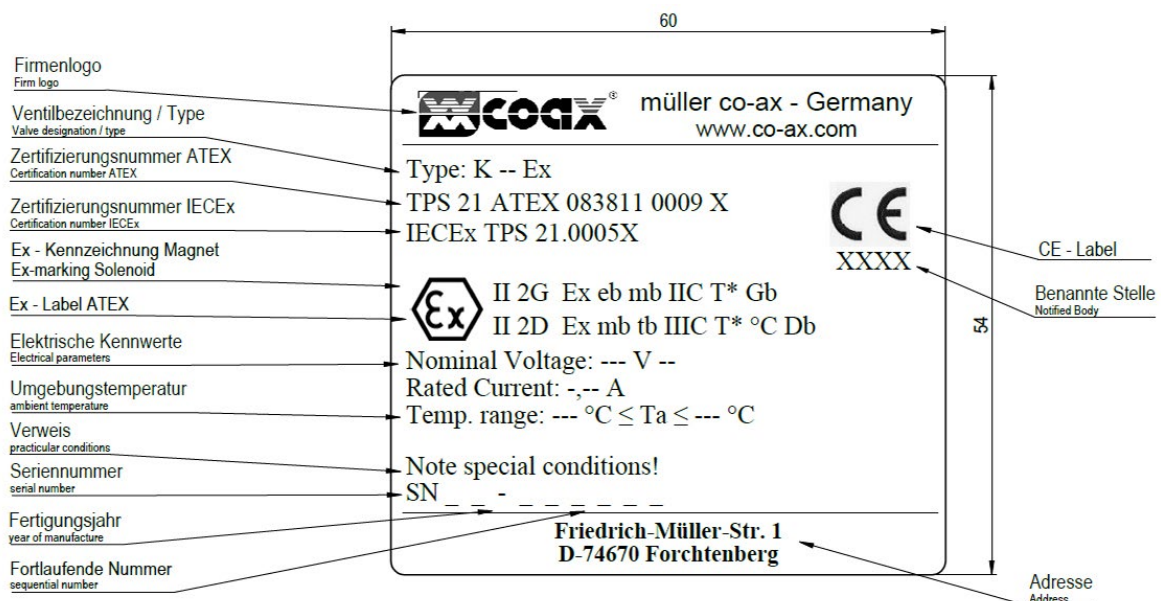 60
Firmenlogo
Firm logo
Ventilbezeichnung / Type
Valve designation / type
Zertifizierungsnummer ATEX
Certification number ATEX
Zertifizierungsnummer IECEx
Certification number IECEx
Ex - Kennzeichnung Magnet
Ex-marking Solenoid
Ex - Label ATEX
Elektrische Kennwerte
Electrical parameters
Umgebungstemperatur
ambient temperature
Verweis
practicular conditions
Seriennummer
serial number
Fertigungsjahr
year of manufacture
Fortlaufende Nummer
sequential number
coax® müller co-ax - Germany
www.co-ax.com
Type: K -- Ex
TPS 21 ATEX 083811 0009 X
IECEx TPS 21.0005X
CE
XXXX
Ex
II 2G Ex eb mb IIC T* Gb
II 2D Ex mb tb IIIC T* °C Db
Nominal Voltage: --- V --
Rated Current: -,-- A
Temp. range: --- °C ≤ Ta ≤ --- °C
Note special conditions!
SN _ _ - _ _ _ _ _ _
Friedrich-Müller-Str. 1
D-74670 Forchtenberg
54
CE - Label
Benannte Stelle
Notified Body
Adresse
Address